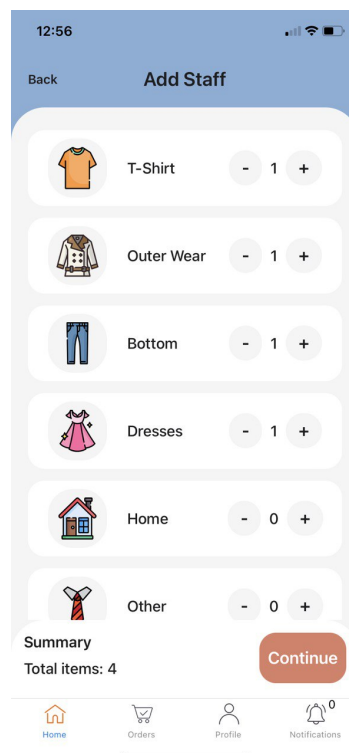 12:56
Back Add Staff
T-Shirt - 1 +
Outer Wear - 1 +
Bottom - 1 +
Dresses - 1 +
Home - 0 +
Other - 0 +
Summary
Total items: 4
Continue
0
Home Orders Profile Notifications